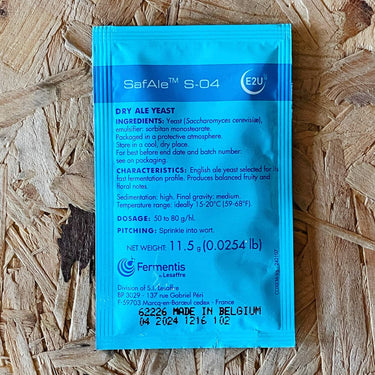 SafAle™ S-04
E2U
DRY ALE YEAST
INGREDIENTS: Yeast (Saccharomyces cerevisiæ),
emulsifier: sorbitan monostearate.
Packaged in a protective atmosphere.
Store in a cool, dry place.
For best before end date and batch number:
see on packaging.
CHARACTERISTICS: English ale yeast selected for its
fast fermentation profile. Produces balanced fruity and
floral notes.
Sedimentation: high. Final gravity: medium.
Temperature range: ideally 15-20°C (59-68°F).
DOSAGE: 50 to 80 g/hl.
PITCHING: Sprinkle into wort.
NET WEIGHT: 11.5 g (0.0254 lb)
Fermentis
by Lesaffre
Division of S.I. Lesaffre
BP 3029 - 137 rue Gabriel Péri
F-59703 Marcq-en-Barœul cedex - France
62226 MADE IN BELGIUM
04 2024 1216 102